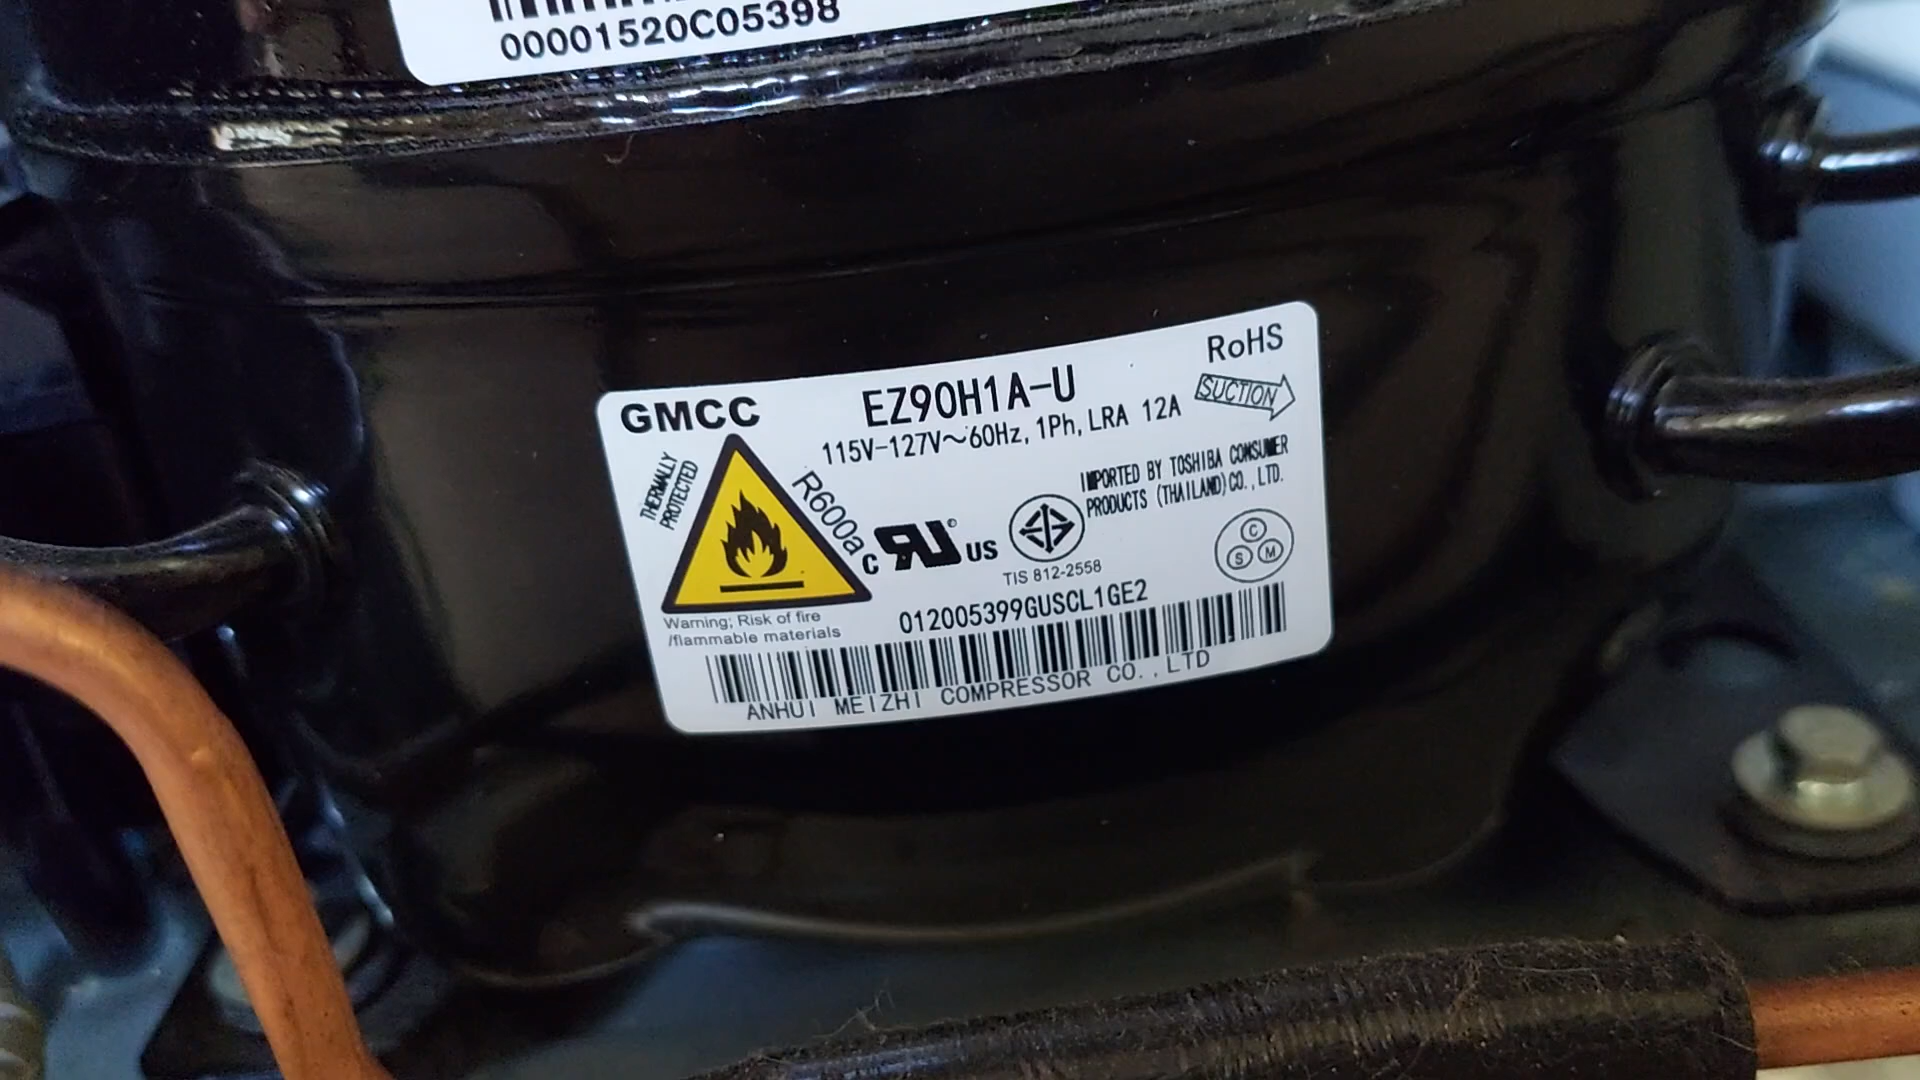 00001520C05398
GMCC
EZ90H1A-U
RoHS
115V-127V~60Hz, 1Ph, LRA 12A
SUCTION
THERMALLY
PROTECTED
R600a
IMPORTED BY TOSHIBA CONSUMER
PRODUCTS (THAILAND)CO.,LTD.
c RU US
TIS 812-2558
C
S M
Warning; Risk of fire
/flammable materials
012005399GUSCL1GE2
ANHUI MEIZHI COMPRESSOR CO.,LTD